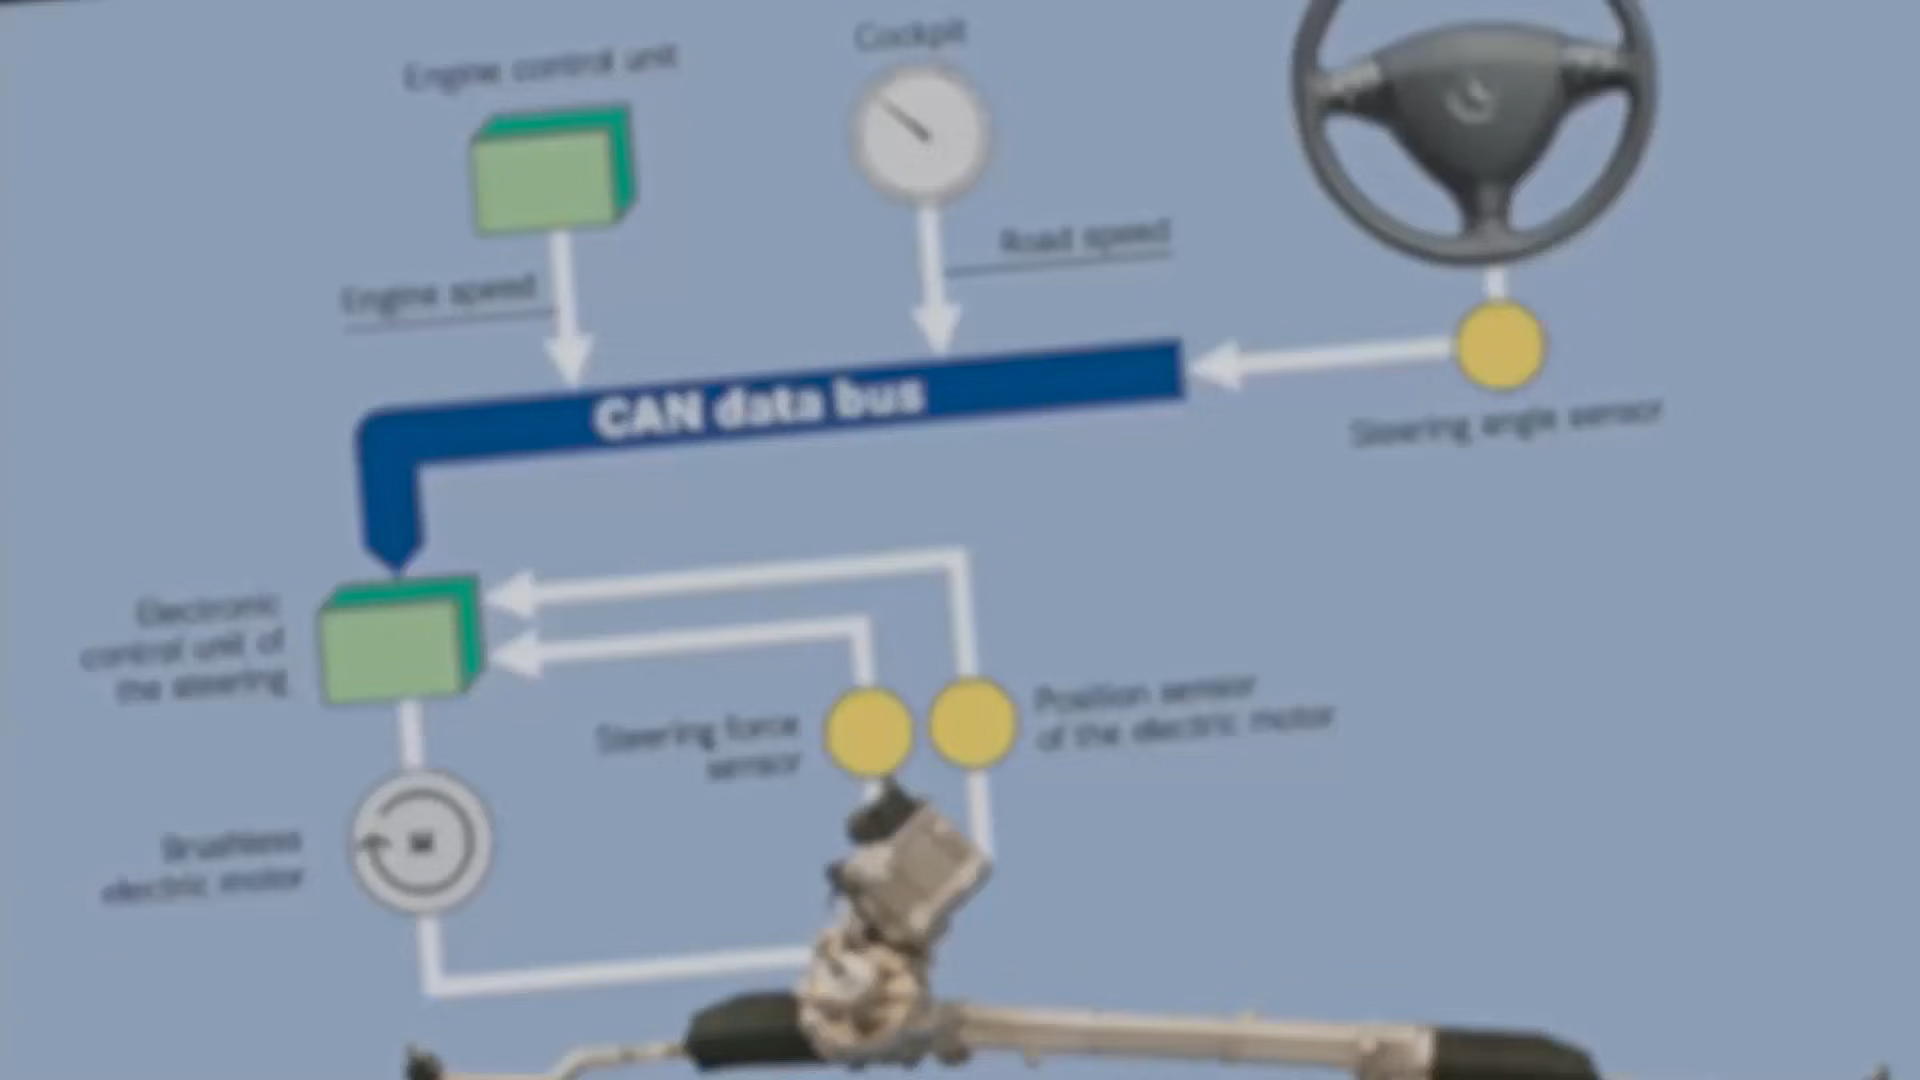 Cockpit
Engine control unit
Road speed
Engine speed
CAN data bus
Steering angle sensor
Electronic
control unit of
the steering
Position sensor
of the electric motor
Steering force
sensor
M
Brushless
electric motor